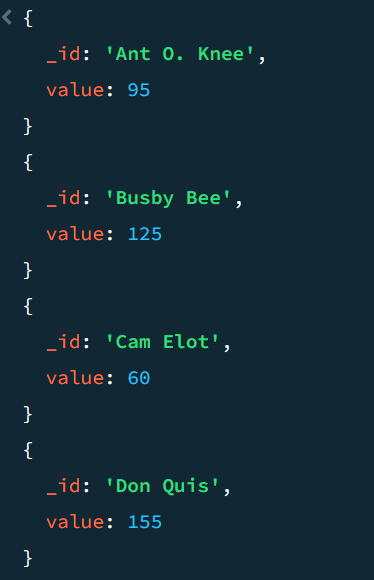 {
_id: 'Ant O. Knee',
value: 95
}
{
_id: 'Busby Bee',
value: 125
}
{
_id: 'Cam Elot',
value: 60
}
{
_id: 'Don Quis',
value: 155
}